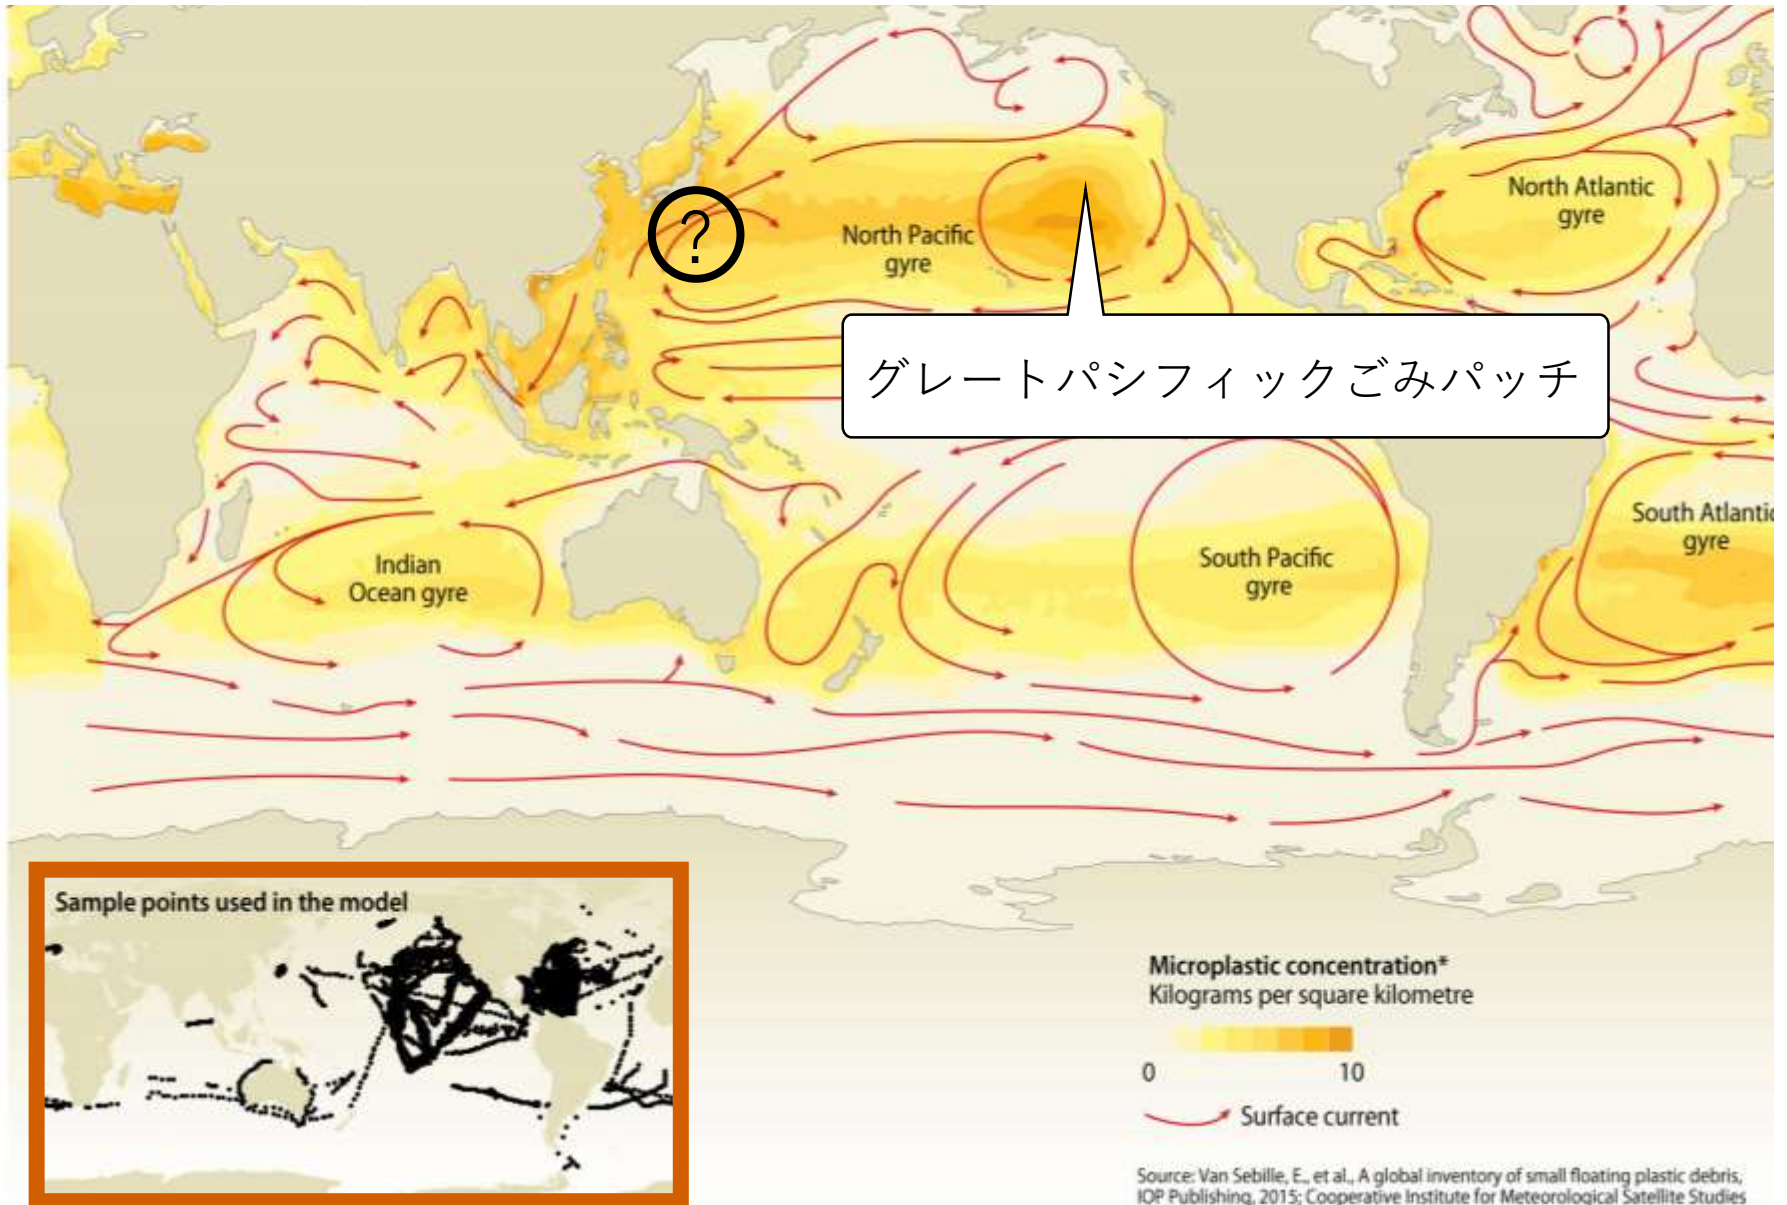 North Atlantic
gyre
?
North Pacific
gyre
グレートパシフィックごみパッチ
South Atlantic
gyre
Indian
Ocean gyre
South Pacific
gyre
Sample points used in the model
Microplastic concentration*
Kilograms per square kilometre
0 10
Surface current
Source: Van Sebille, E., et al., A global inventory of small floating plastic debris,
IOP Publishing, 2015; Cooperative Institute for Meteorological Satellite Studies